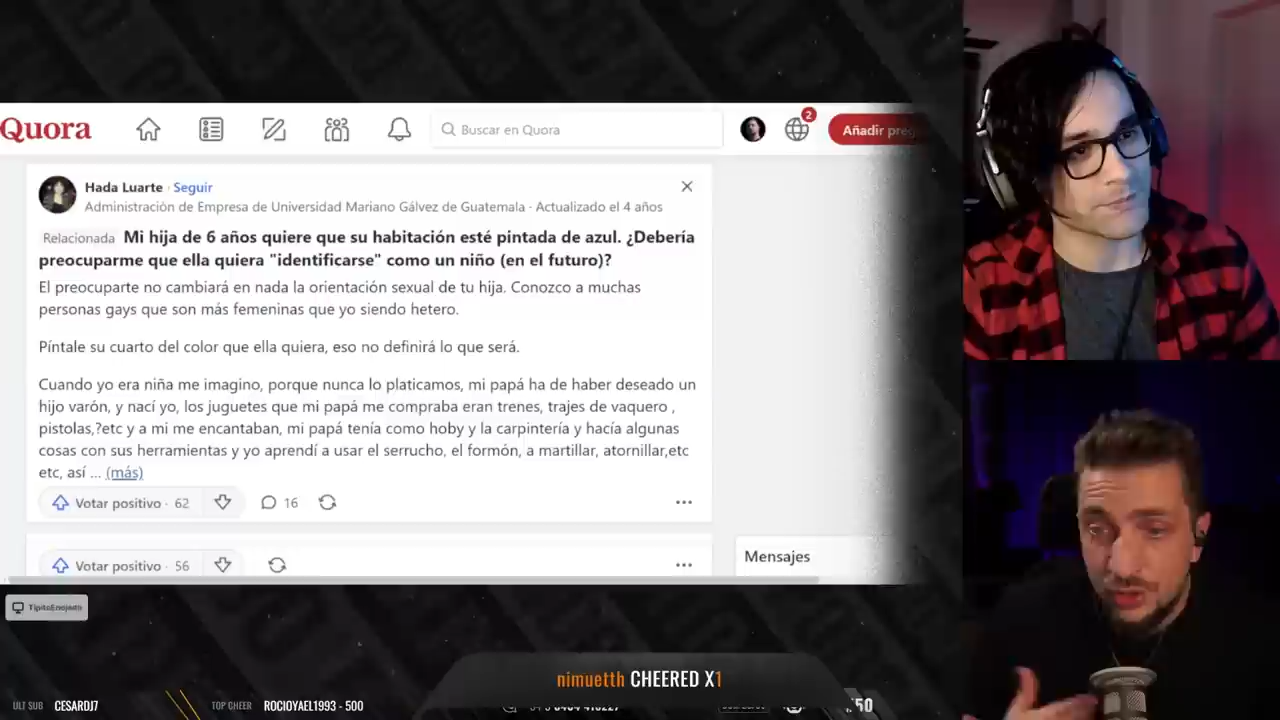 Quora
Buscar en Quora
2
Añadir preg
Hada Luarte · Seguir
Administración de Empresa de Universidad Mariano Gálvez de Guatemala · Actualizado el 4 años
Relacionada Mi hija de 6 años quiere que su habitación esté pintada de azul. ¿Debería
preocuparme que ella quiera "identificarse" como un niño (en el futuro)?
El preocuparte no cambiará en nada la orientación sexual de tu hija. Conozco a muchas
personas gays que son más femeninas que yo siendo hetero.
Píntale su cuarto del color que ella quiera, eso no definirá lo que será.
Cuando yo era niña me imagino, porque nunca lo platicamos, mi papá ha de haber deseado un
hijo varón, y nací yo, los juguetes que mi papá me compraba eran trenes, trajes de vaquero ,
pistolas,?etc y a mi me encantaban, mi papá tenía como hoby y la carpintería y hacía algunas
cosas con sus herramientas y yo aprendí a usar el serrucho, el formón, a martillar, atornillar,etc
etc, así ... (más)
Votar positivo · 62
16
Votar positivo · 56
Mensajes
TipitoEnojado
nimuetth CHEERED X1
ULT SUB CESARDJ7
TOP CHEER ROCIOYAEL1993 - 500